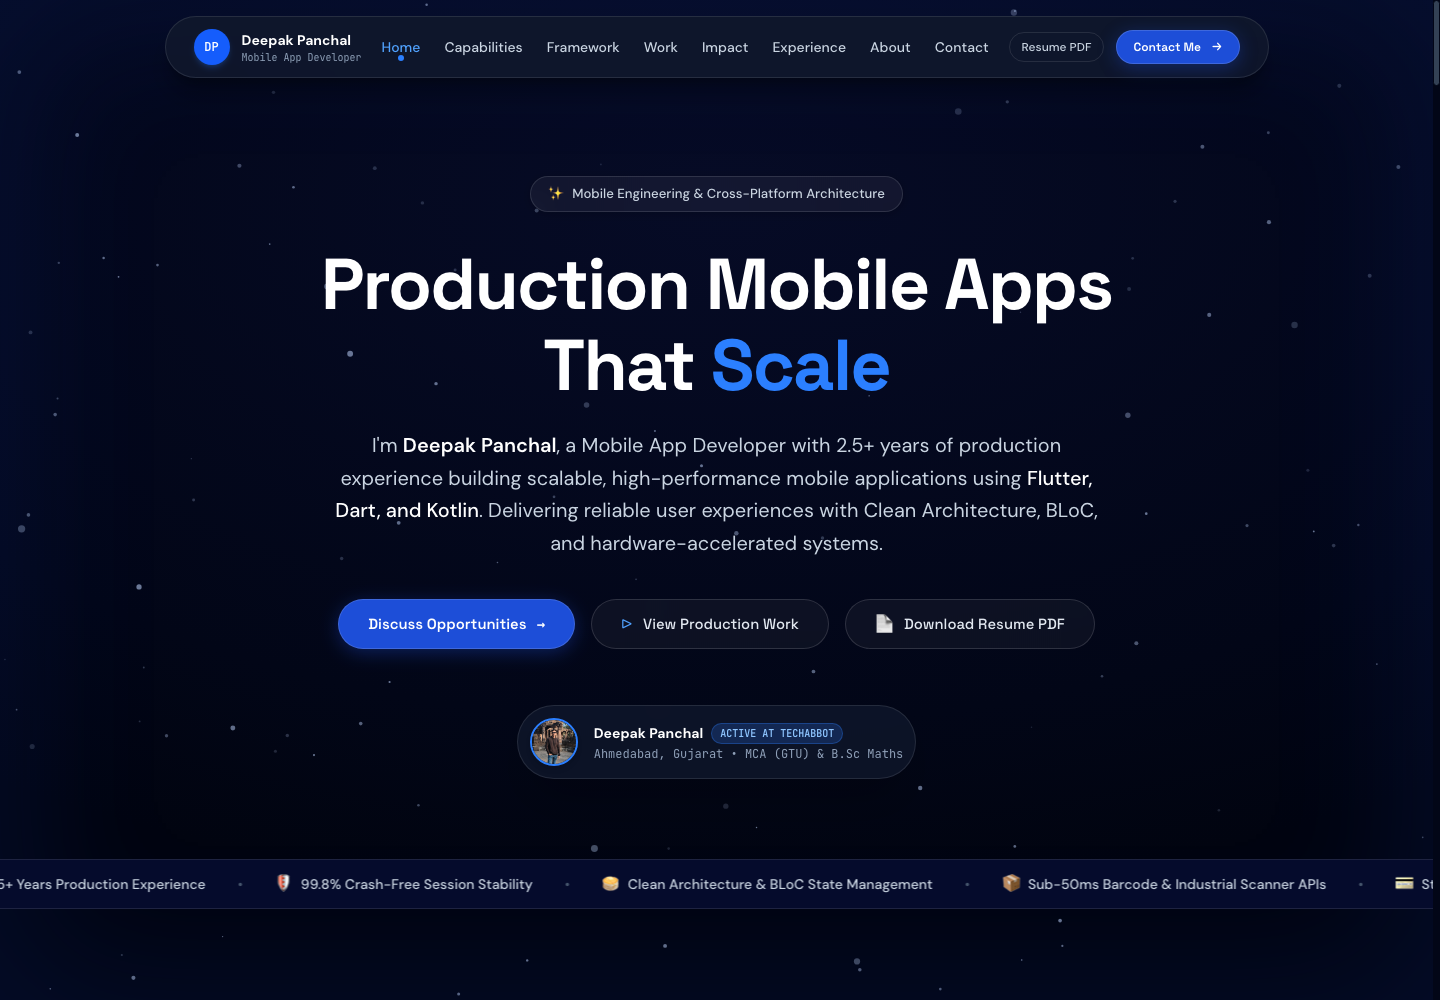 DP
Deepak Panchal
Mobile App Developer
Home
Capabilities
Framework
Work
Impact
Experience
About
Contact
Resume PDF
Contact Me →
✨ Mobile Engineering & Cross-Platform Architecture
Production Mobile Apps
That Scale
I'm Deepak Panchal, a Mobile App Developer with 2.5+ years of production
experience building scalable, high-performance mobile applications using Flutter,
Dart, and Kotlin. Delivering reliable user experiences with Clean Architecture, BLoC,
and hardware-accelerated systems.
Discuss Opportunities →
View Production Work
Download Resume PDF
Deepak Panchal
ACTIVE AT TECHABBOT
Ahmedabad, Gujarat • MCA (GTU) & B.Sc Maths
5+ Years Production Experience • 99.8% Crash-Free Session Stability • Clean Architecture & BLoC State Management • Sub-50ms Barcode & Industrial Scanner APIs •